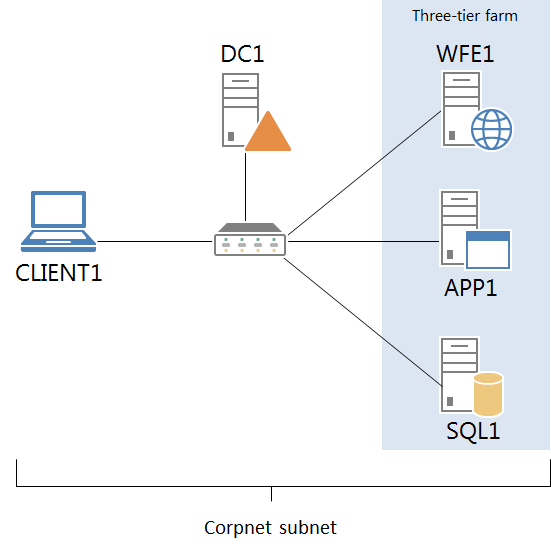 Three-tier farm
DC1
WFE1
CLIENT1
APP1
SQL1
Corpnet subnet